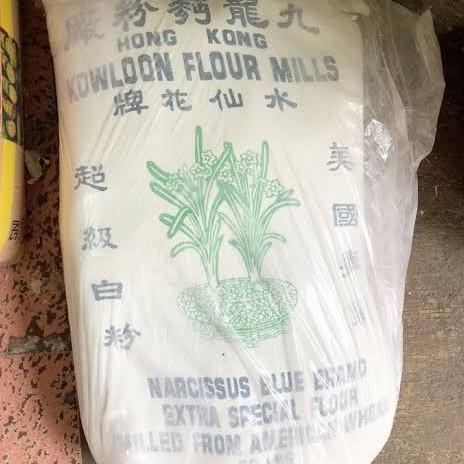 九龍麵粉廠
HONG KONG
KOWLOON FLOUR MILLS
水仙花牌
美國
超級白粉
NARCISSUS BLUE BRAND
EXTRA SPECIAL FLOUR
MILLED FROM AMERICAN WHEAT